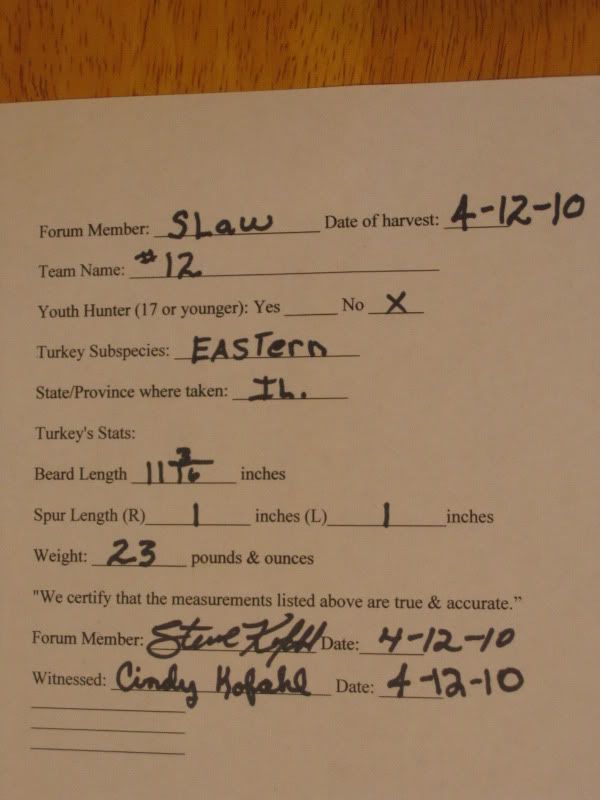 Forum Member: SLaw Date of harvest: 4-12-10
Team Name: #12
Youth Hunter (17 or younger): Yes ______ No X
Turkey Subspecies: EASTern
State/Province where taken: IL.
Turkey's Stats:
Beard Length 11 3/16 inches
Spur Length (R) 1 inches (L) 1 inches
Weight: 23 pounds & ounces
"We certify that the measurements listed above are true & accurate."
Forum Member: Steve Date: 4-12-10
Witnessed: Cindy Kofahl Date: 4-12-10